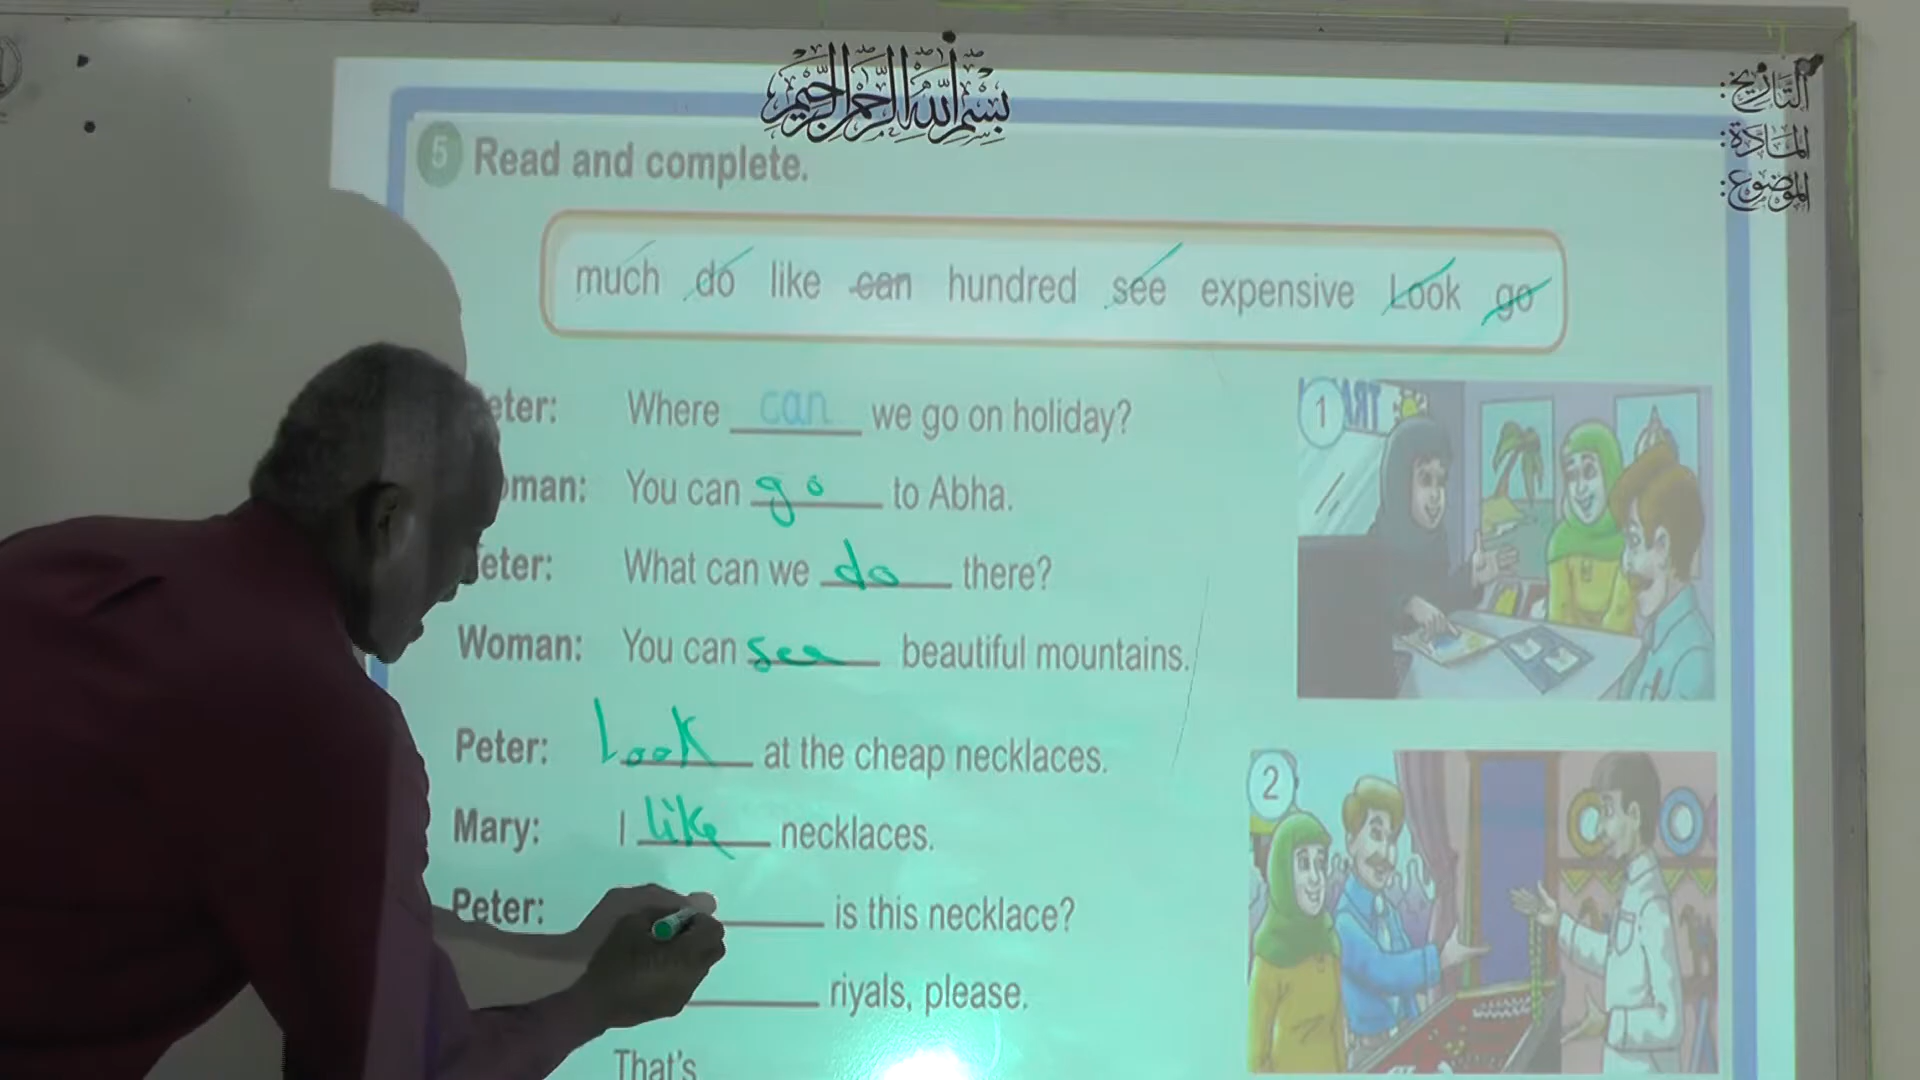 بسم الله الرحمن الرحيم
التاريخ:
المادة:
الموضوع:
5 Read and complete.
much do like can hundred see expensive Look go
eter: Where can we go on holiday?
oman: You can go to Abha.
eter: What can we do there?
Woman: You can see beautiful mountains.
Peter: Look at the cheap necklaces.
Mary: I like necklaces.
Peter: is this necklace?
riyals, please.
That's
1
2